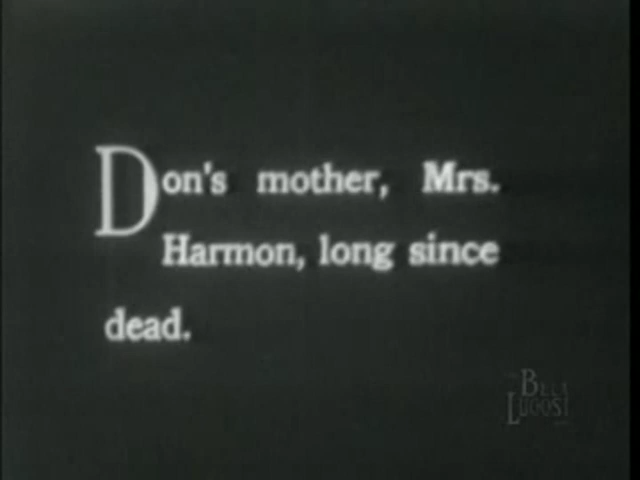 Don's mother, Mrs.
Harmon, long since
dead.
BELA
LUGOSI